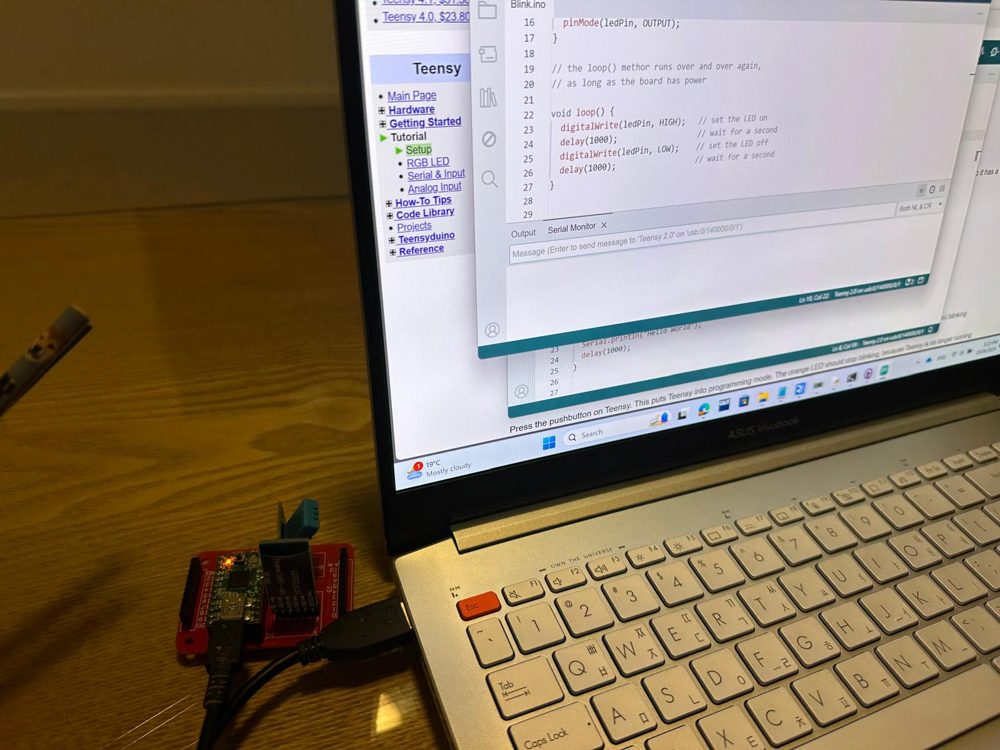 Teensy 4.1, $31.50
Teensy 4.0, $23.80
Teensy
Main Page
Hardware
Getting Started
Tutorial
Setup
RGB LED
Serial & Input
Analog Input
How-To Tips
Code Library
Projects
Teensyduino
Reference
Blink.ino
16 pinMode(ledPin, OUTPUT);
17 }
18
19 // the loop() methor runs over and over again,
20 // as long as the board has power
21
22 void loop() {
23 digitalWrite(ledPin, HIGH); // set the LED on
24 delay(1000); // wait for a second
25 digitalWrite(ledPin, LOW); // set the LED off
26 delay(1000); // wait for a second
27 }
28
29
Output Serial Monitor
Both NL & CR
Message (Enter to send message to 'Teensy 2.0' on 'usb:0/140000/0/1')
Ln 10, Col 22 Teensy 2.0 on usb:0/140000/0/1 2
23 Serial.println("Hello World");
24 delay(1000);
25 }
26
27
Ln 8, Col 59 Teensy 2.0 on usb:0/140000/0/1
o it has a
n) blinking
Press the pushbutton on Teensy. This puts Teensy into programming mode. The orange LED should stop blinking, because Teensy is no longer running
Search
ENG
1
19°C
Mostly cloudy
ASUS Vivobook
OWN THE UNIVERSE
Esc F1 F2 F3 F4 F5 F6 F7 F8 F9 F10 F11 F12 Prt Sc Insert Delete
~ ` ! 1 @ 2 # 3 $ 4 % 5 ^ 6 & 7 * 8 ( 9 ) 0 - + =
Tab Q ㅃ ㅂ W ㅉ ㅈ E ㄸ ㄷ R ㄲ ㄱ T ㅆ ㅅ Y ㅛ U ㅕ I ㅑ O ㅒ ㅐ P ㅖ ㅔ [
Caps Lock A ㅁ S ㄴ D ㅇ F ㄹ G ㅎ H ㅗ J ㅓ K ㅏ L ㅣ : ;
X ㅌ C ㅊ V ㅍ B ㅠ N ㅜ M ㅡ < ,